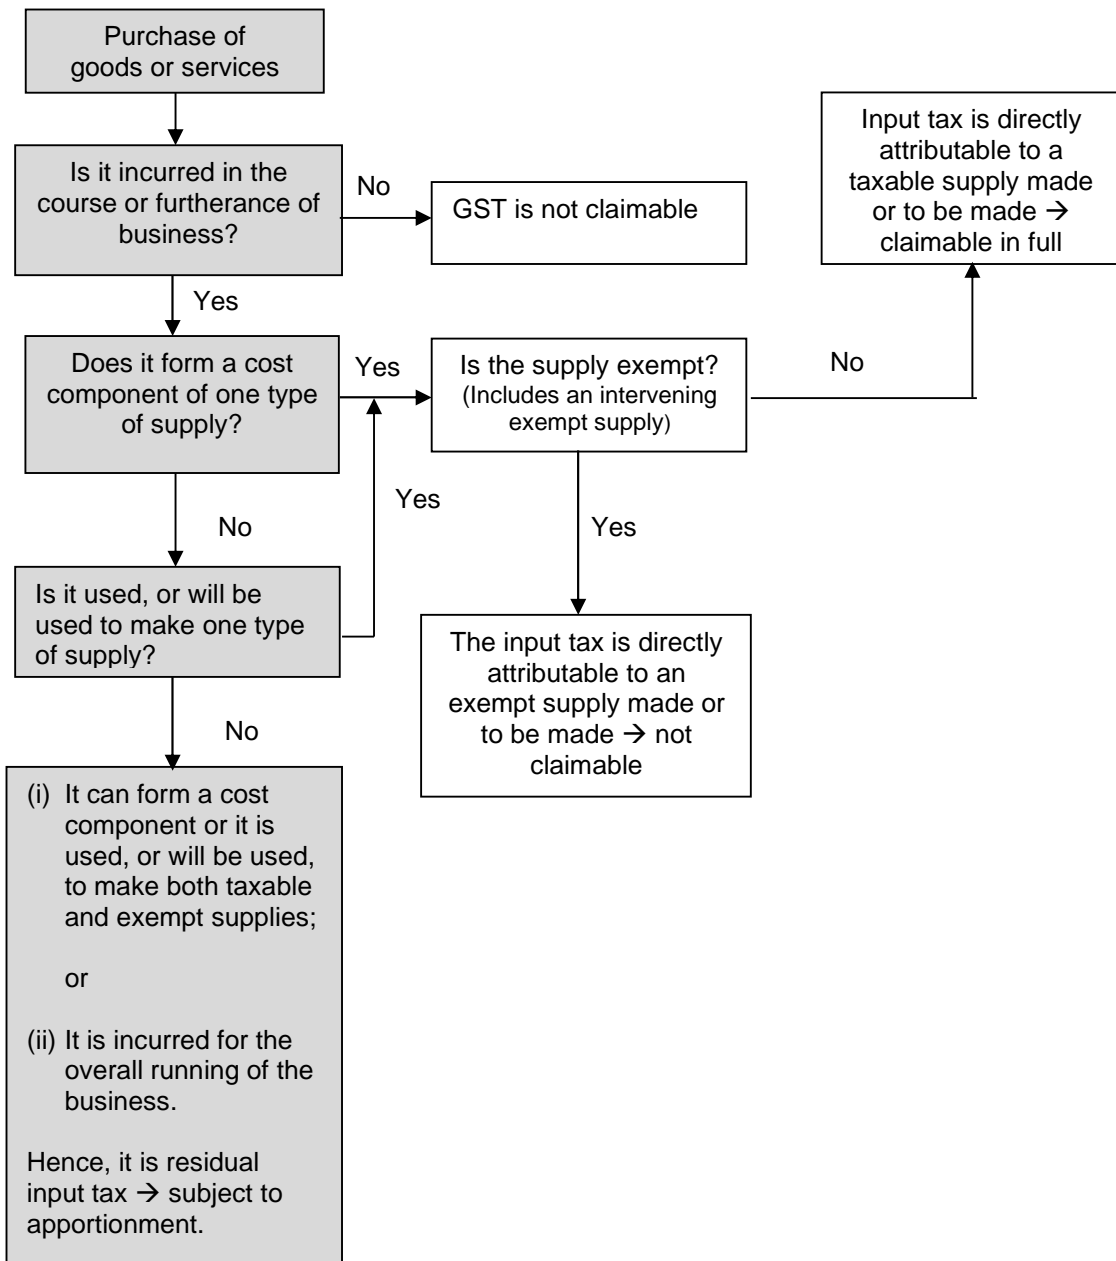 Purchase of
goods or services
Is it incurred in the
course or furtherance of
business?
No
GST is not claimable
Input tax is directly
attributable to a
taxable supply made
or to be made →
claimable in full
Yes
Does it form a cost
component of one type
of supply?
Yes
Is the supply exempt?
(Includes an intervening
exempt supply)
No
Yes
No
Yes
Is it used, or will be
used to make one type
of supply?
The input tax is directly
attributable to an
exempt supply made or
to be made → not
claimable
No
(i) It can form a cost
component or it is
used, or will be used,
to make both taxable
and exempt supplies;
or
(ii) It is incurred for the
overall running of the
business.
Hence, it is residual
input tax → subject to
apportionment.